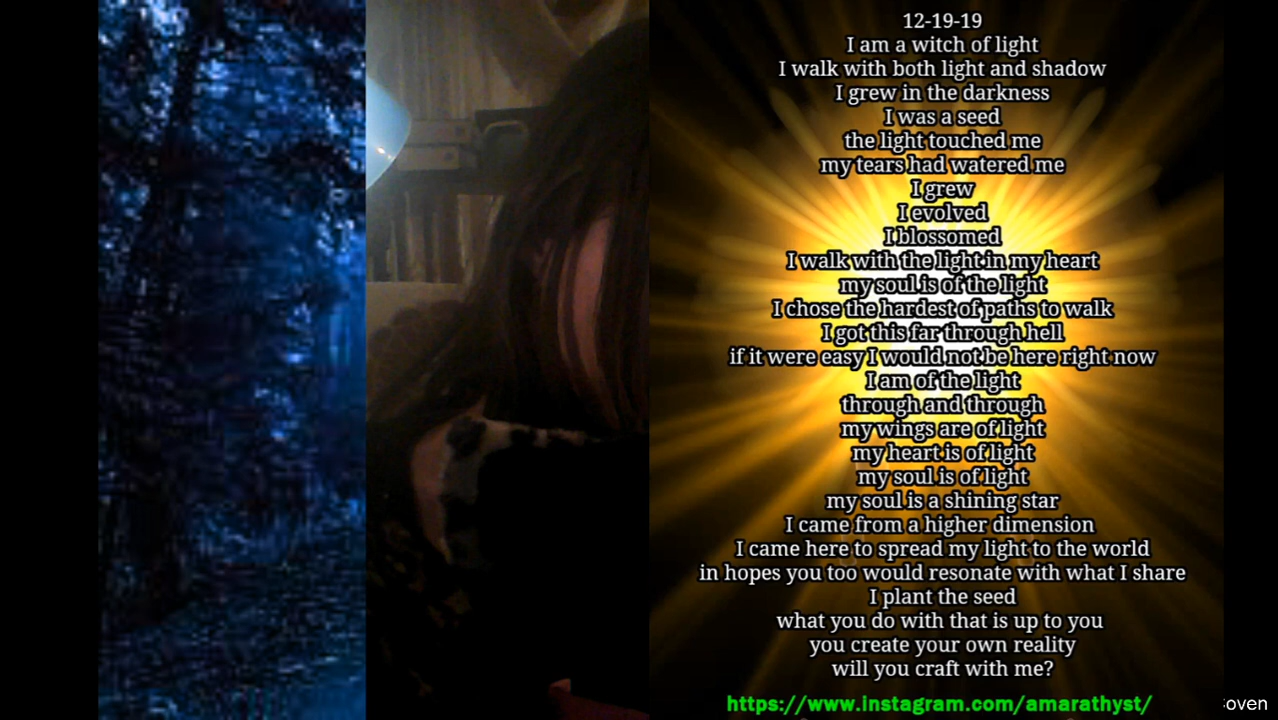 12-19-19
I am a witch of light
I walk with both light and shadow
I grew in the darkness
I was a seed
the light touched me
my tears had watered me
I grew
I evolved
I blossomed
I walk with the light in my heart
my soul is of the light
I chose the hardest of paths to walk
I got this far through hell
if it were easy I would not be here right now
I am of the light
through and through
my wings are of light
my heart is of light
my soul is of light
my soul is a shining star
I came from a higher dimension
I came here to spread my light to the world
in hopes you too would resonate with what I share
I plant the seed
what you do with that is up to you
you create your own reality
will you craft with me?
https://www.instagram.com/amarathyst/